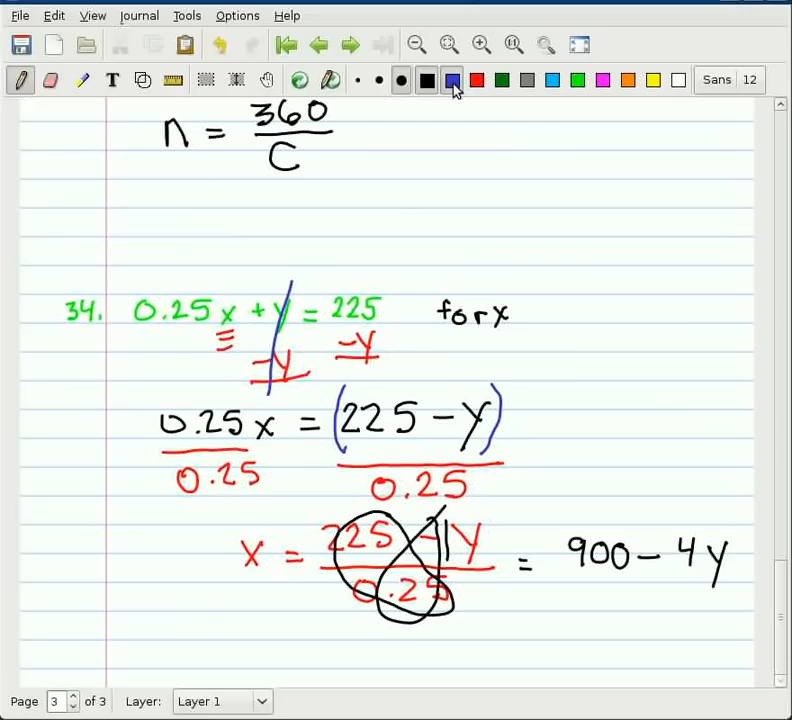 File Edit View Journal Tools Options Help
T Sans 12
n = 360
C
34. 0.25x + y = 225 for x
-y -y
0.25x = (225 - y)
0.25 0.25
x = 225 - 1y = 900 - 4y
0.25
Page 3 of 3 Layer: Layer 1